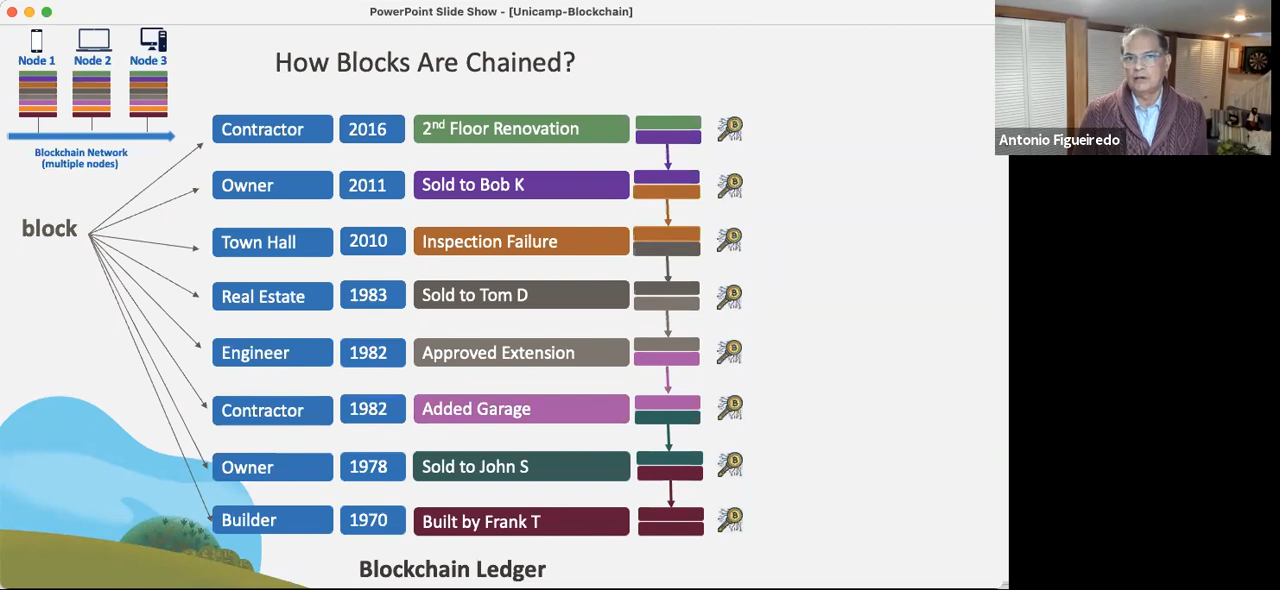 PowerPoint Slide Show - [Unicamp-Blockchain]
Node 1 Node 2 Node 3
How Blocks Are Chained?
Blockchain Network
(multiple nodes)
Antonio Figueiredo
block
Contractor 2016 2nd Floor Renovation
Owner 2011 Sold to Bob K
Town Hall 2010 Inspection Failure
Real Estate 1983 Sold to Tom D
Engineer 1982 Approved Extension
Contractor 1982 Added Garage
Owner 1978 Sold to John S
Builder 1970 Built by Frank T
Blockchain Ledger